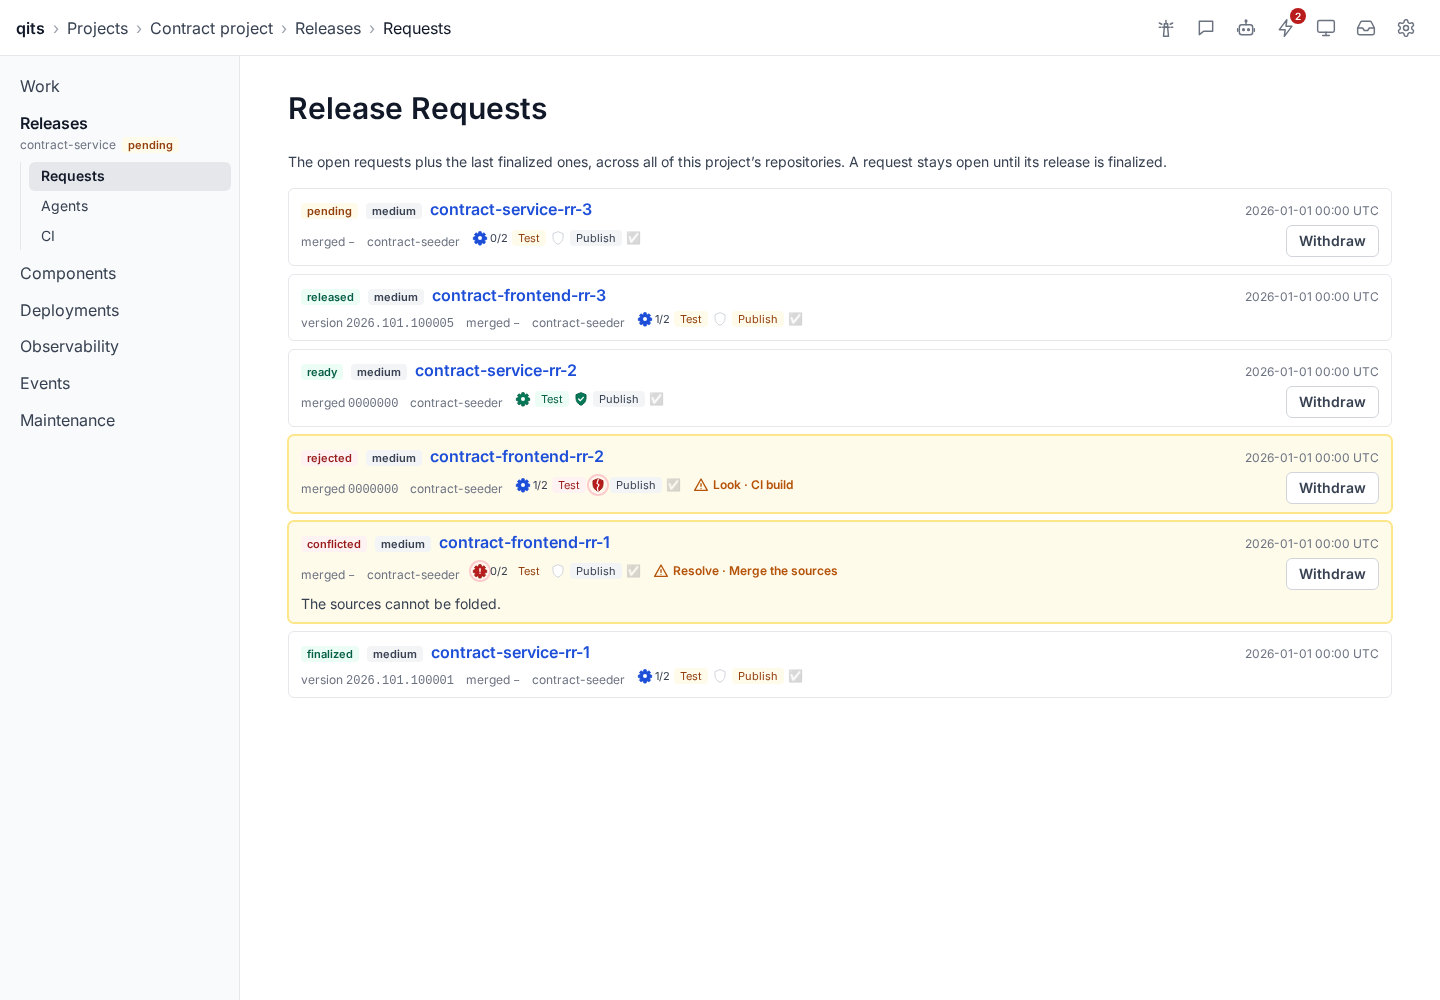 qits › Projects › Contract project › Releases › Requests
2
Work
Releases
contract-service pending
Requests
Agents
CI
Components
Deployments
Observability
Events
Maintenance
Release Requests
The open requests plus the last finalized ones, across all of this project’s repositories. A request stays open until its release is finalized.
pending medium contract-service-rr-3 2026-01-01 00:00 UTC
merged – contract-seeder 0/2 Test Publish Withdraw
released medium contract-frontend-rr-3 2026-01-01 00:00 UTC
version 2026.101.100005 merged – contract-seeder 1/2 Test Publish
ready medium contract-service-rr-2 2026-01-01 00:00 UTC
merged 0000000 contract-seeder Test Publish Withdraw
rejected medium contract-frontend-rr-2 2026-01-01 00:00 UTC
merged 0000000 contract-seeder 1/2 Test Publish Look · CI build Withdraw
conflicted medium contract-frontend-rr-1 2026-01-01 00:00 UTC
merged – contract-seeder 0/2 Test Publish Resolve · Merge the sources Withdraw
The sources cannot be folded.
finalized medium contract-service-rr-1 2026-01-01 00:00 UTC
version 2026.101.100001 merged – contract-seeder 1/2 Test Publish